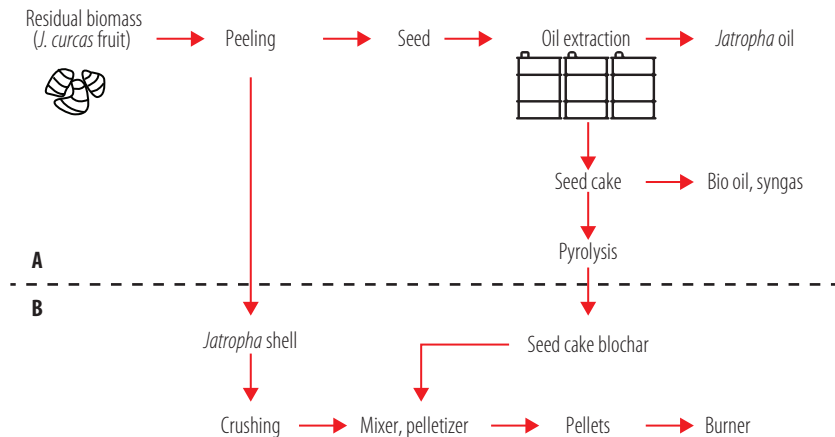 Residual biomass
(J. curcas fruit)
Peeling
Seed
Oil extraction
Jatropha oil
Seed cake
Bio oil, syngas
Pyrolysis
A
B
Jatropha shell
Seed cake blochar
Crushing
Mixer, pelletizer
Pellets
Burner